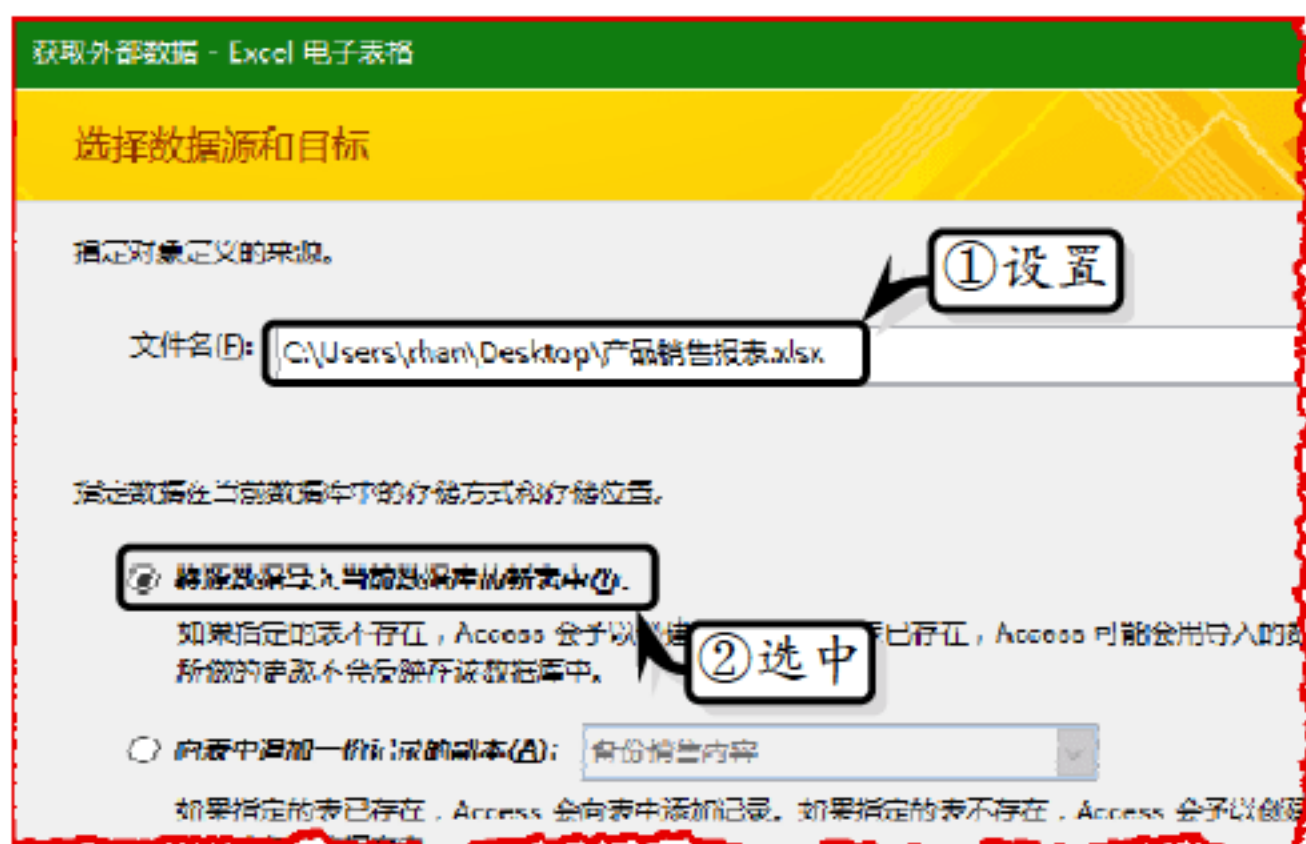 获取外部数据 - Excel 电子表格
选择数据源和目标
指定对象定义的来源。
①设置
文件名(F): C:\Users\rhan\Desktop\产品销售报表.xlsx
指定数据在当前数据库中的存储方式和存储位置。
将源数据导入当前数据库的新表中(I)。
如果指定的表不存在，Access 会予以创建 表已存在，Access 可能会用导入的数
②选中
所做的更改不会反映在该数据库中。
向表中追加一份记录的副本(A): 备份销售内容
如果指定的表已存在，Access 会向表中添加记录。如果指定的表不存在，Access 会予以创建